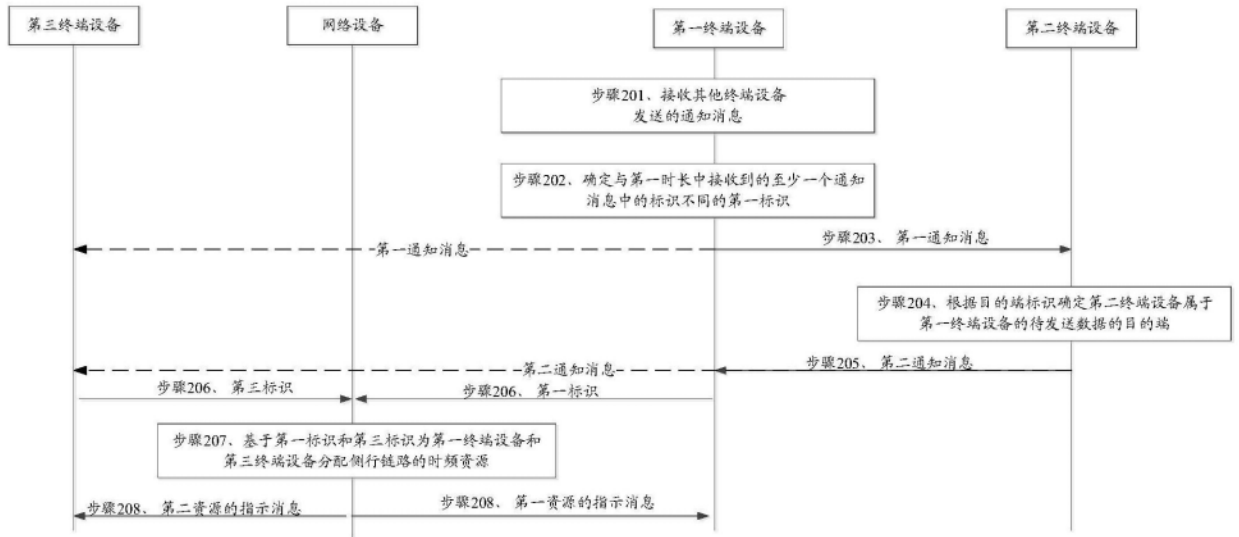 第三终端设备
网络设备
第一终端设备
第二终端设备
步骤201、接收其他终端设备
发送的通知消息
步骤202、确定与第一时长中接收到的至少一个通知
消息中的标识不同的第一标识
第一通知消息
步骤203、 第一通知消息
步骤204、根据目的端标识确定第二终端设备属于
第一终端设备的待发送数据的目的端
第二通知消息
步骤205、 第二通知消息
步骤206、 第三标识
步骤206、 第一标识
步骤207、基于第一标识和第三标识为第一终端设备和
第三终端设备分配侧行链路的时频资源
步骤208、 第二资源的指示消息
步骤208、 第一资源的指示消息